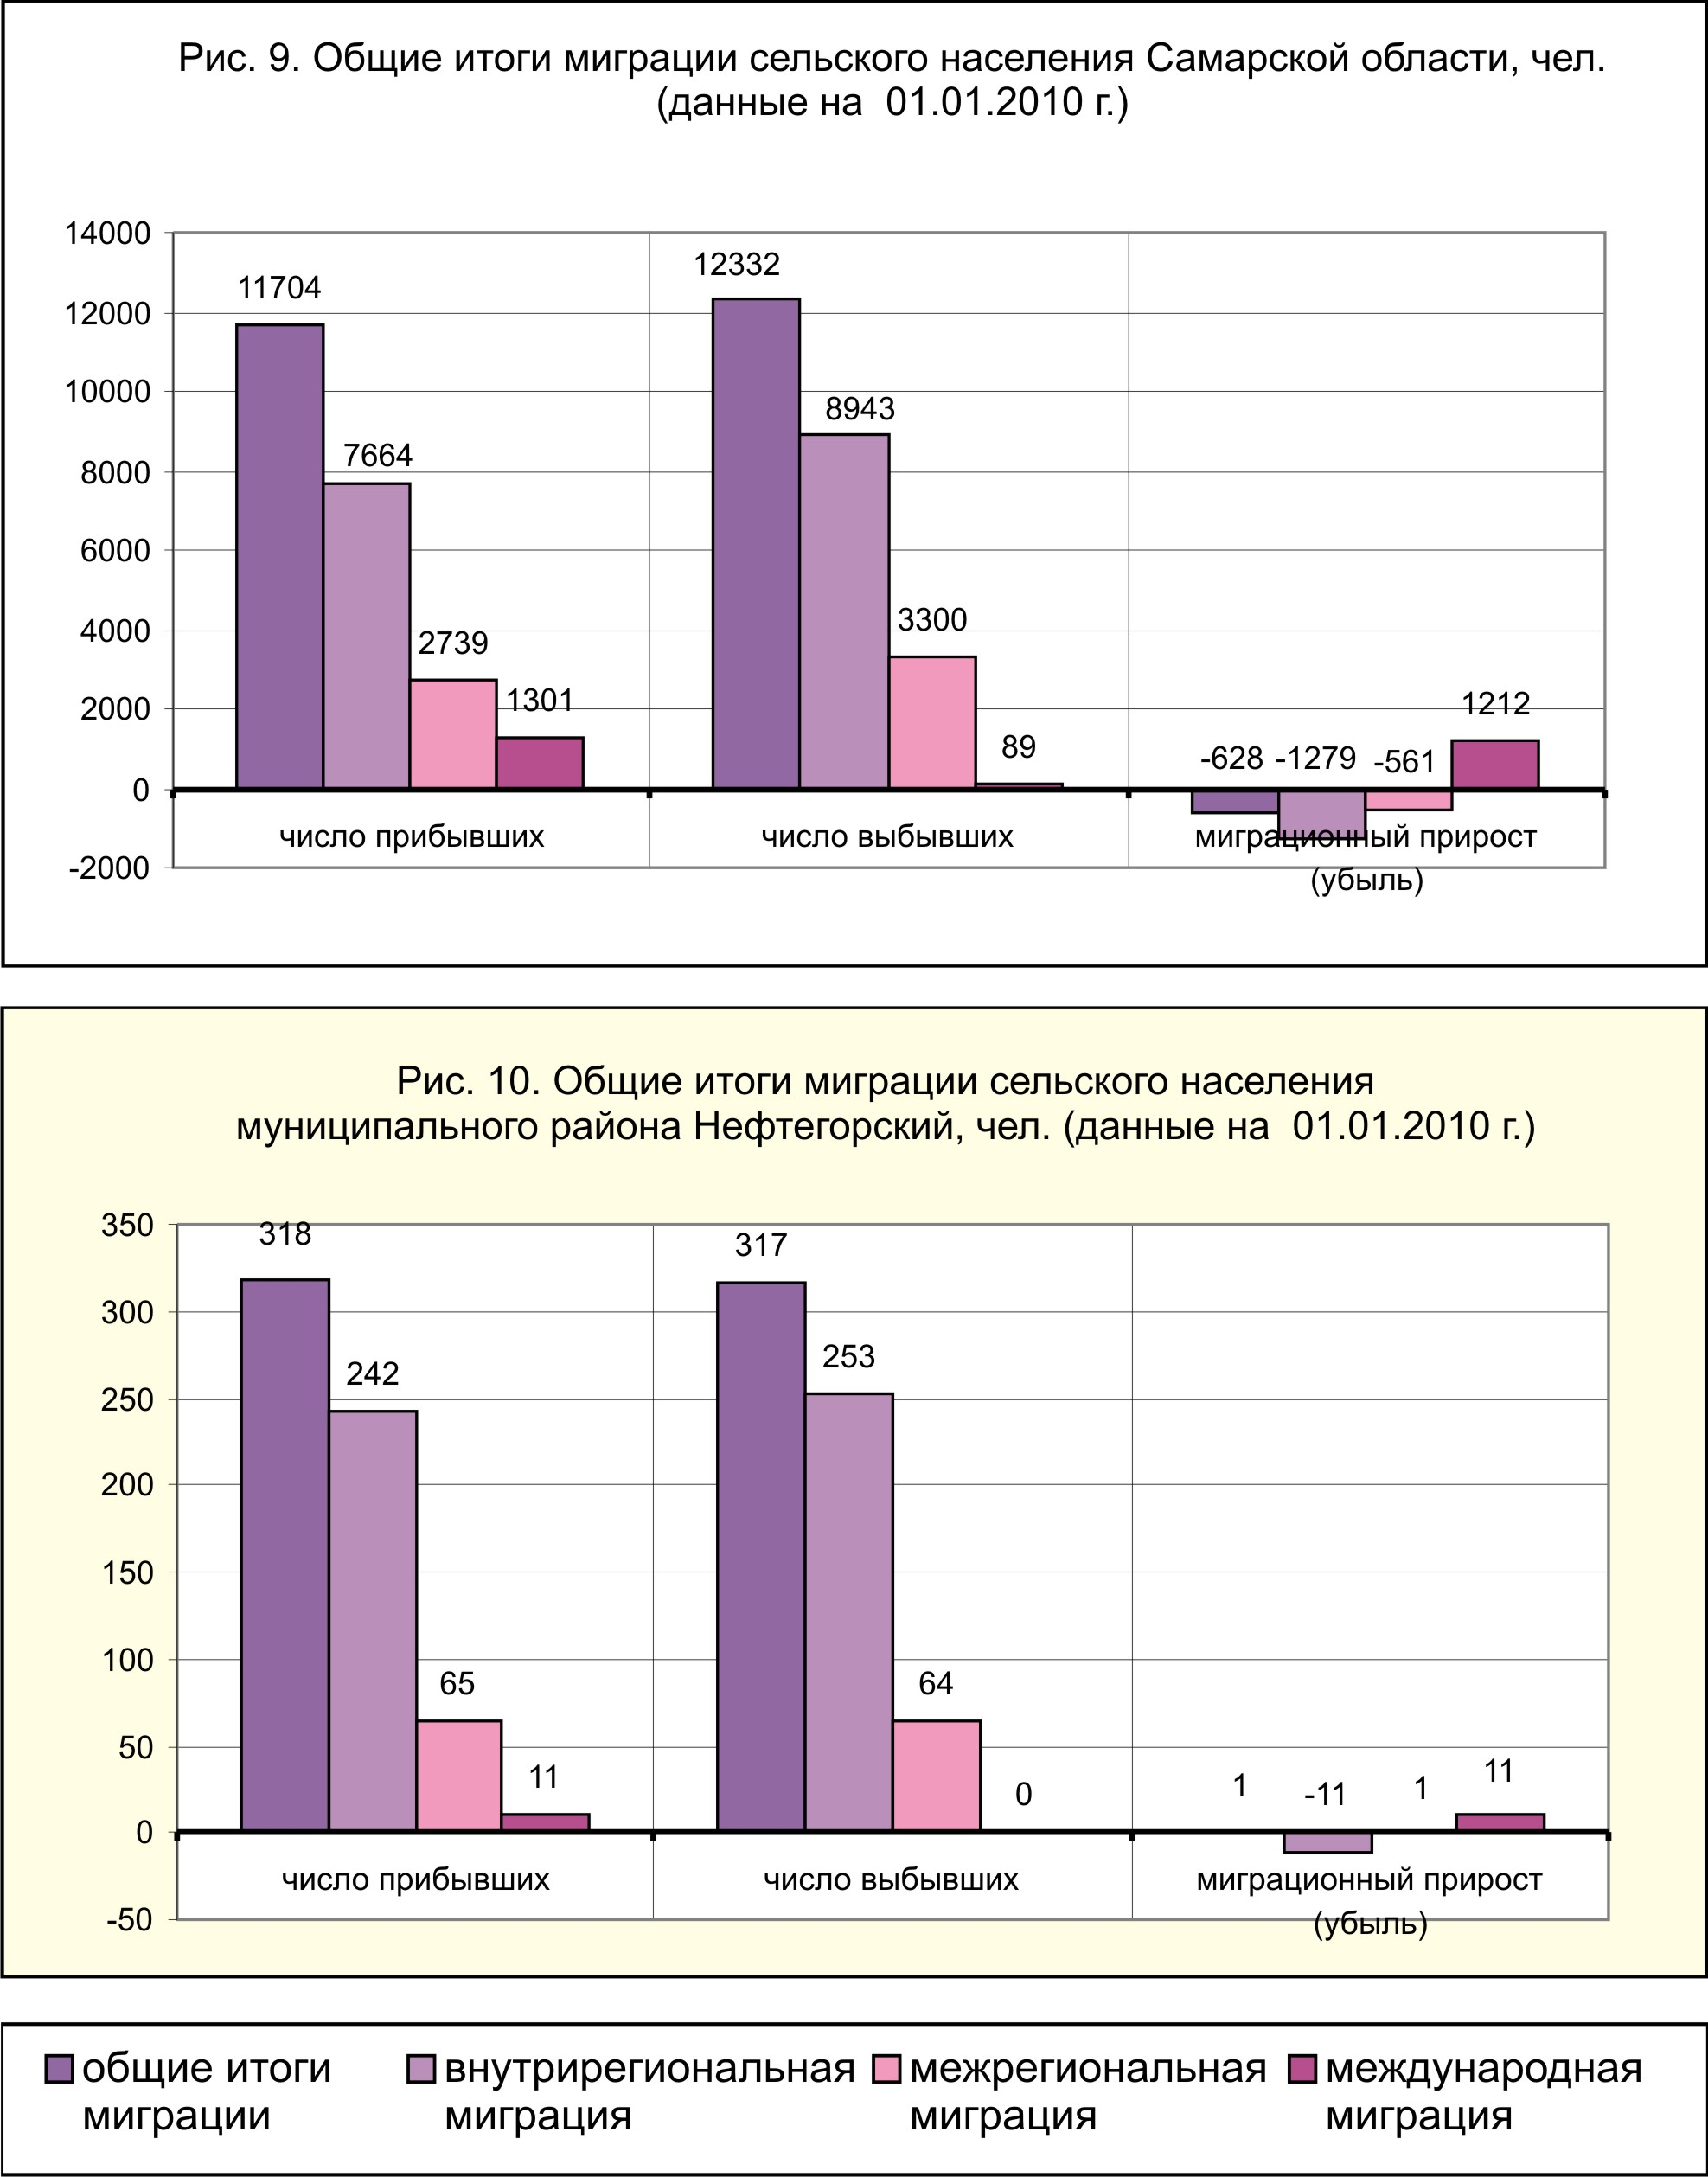 Рис. 9. Общие итоги миграции сельского населения Самарской области, чел.
(данные на 01.01.2010 г.)
14000
12000
10000
8000
6000
4000
2000
0
-2000
11704
7664
2739
1301
12332
8943
3300
89
-628 -1279 -561
1212
число прибывших
число выбывших
миграционный прирост
(убыль)
Рис. 10. Общие итоги миграции сельского населения
муниципального района Нефтегорский, чел. (данные на 01.01.2010 г.)
350
300
250
200
150
100
50
0
-50
318
242
65
11
317
253
64
0
1
-11
1
11
число прибывших
число выбывших
миграционный прирост
(убыль)
общие итоги
миграции
внутрирегиональная
миграция
межрегиональная
миграция
международная
миграция